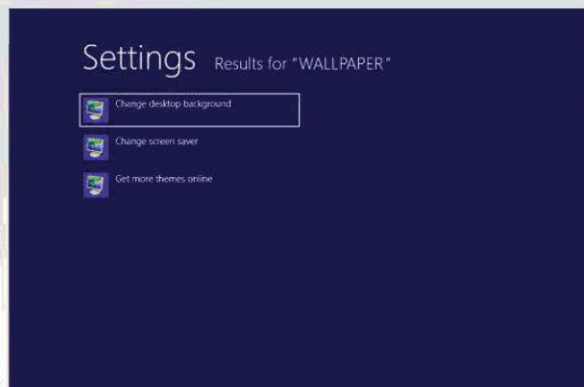 Settings Results for "WALLPAPER"
Change desktop background
Change screen saver
Get more themes online